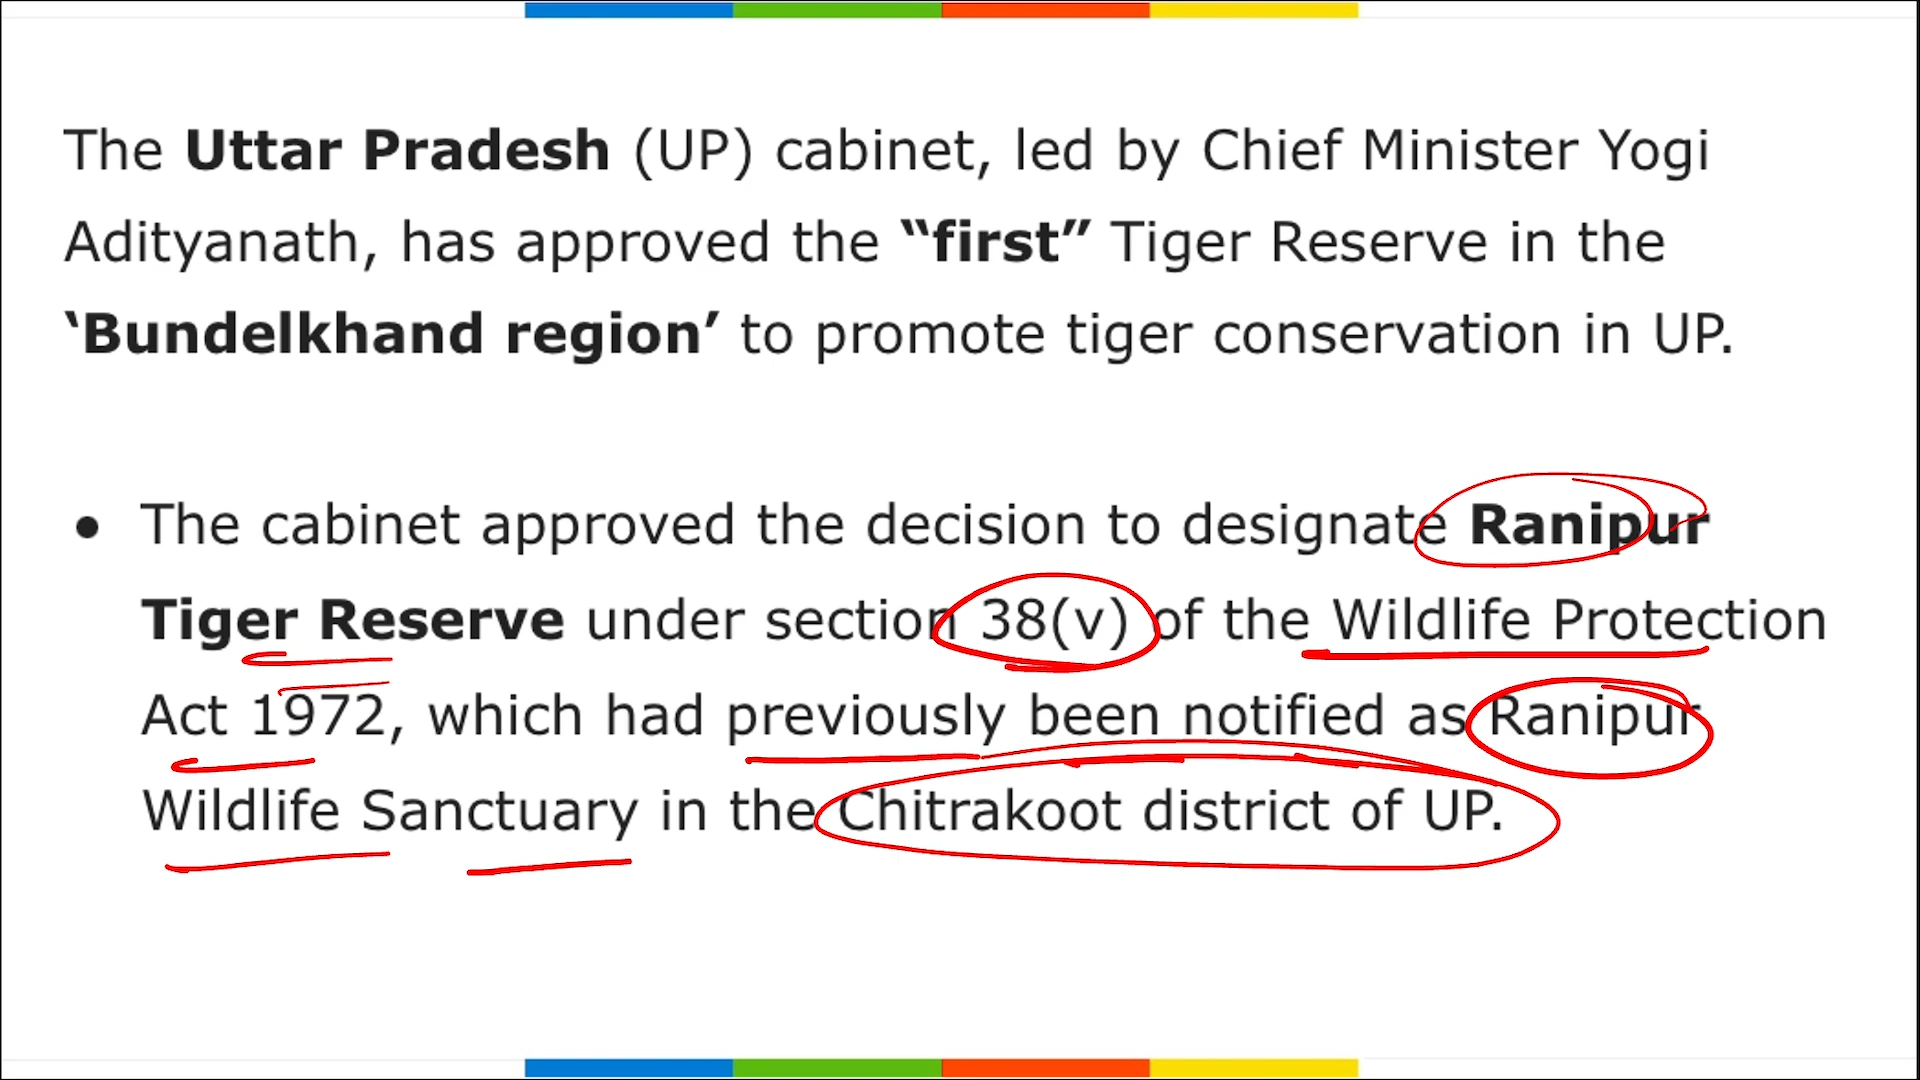 The Uttar Pradesh (UP) cabinet, led by Chief Minister Yogi
Adityanath, has approved the “first” Tiger Reserve in the
‘Bundelkhand region’ to promote tiger conservation in UP.
● The cabinet approved the decision to designate Ranipur
Tiger Reserve under section 38(v) of the Wildlife Protection
Act 1972, which had previously been notified as Ranipur
Wildlife Sanctuary in the Chitrakoot district of UP.